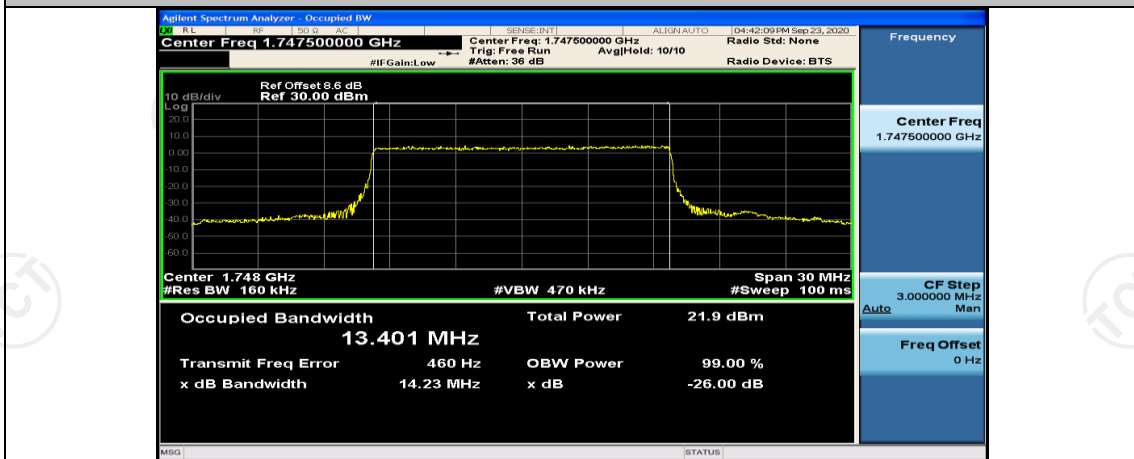 Agilent Spectrum Analyzer - Occupied BW
LXI RL RF 50 Ω AC SENSE:INT ALIGN AUTO 04:42:09 PM Sep 23, 2020
Center Freq 1.747500000 GHz Center Freq: 1.747500000 GHz Radio Std: None
Trig: Free Run Avg|Hold: 10/10
#IFGain:Low #Atten: 36 dB Radio Device: BTS
Ref Offset 8.6 dB
10 dB/div Ref 30.00 dBm
Log
20.0
10.0
0.00
-10.0
-20.0
-30.0
-40.0
-50.0
-60.0
Center 1.748 GHz Span 30 MHz
#Res BW 160 kHz #VBW 470 kHz #Sweep 100 ms
Occupied Bandwidth Total Power 21.9 dBm
13.401 MHz
Transmit Freq Error 460 Hz OBW Power 99.00 %
x dB Bandwidth 14.23 MHz x dB -26.00 dB
MSG STATUS
Frequency
Center Freq
1.747500000 GHz
CF Step
3.000000 MHz
Auto Man
Freq Offset
0 Hz
TCT